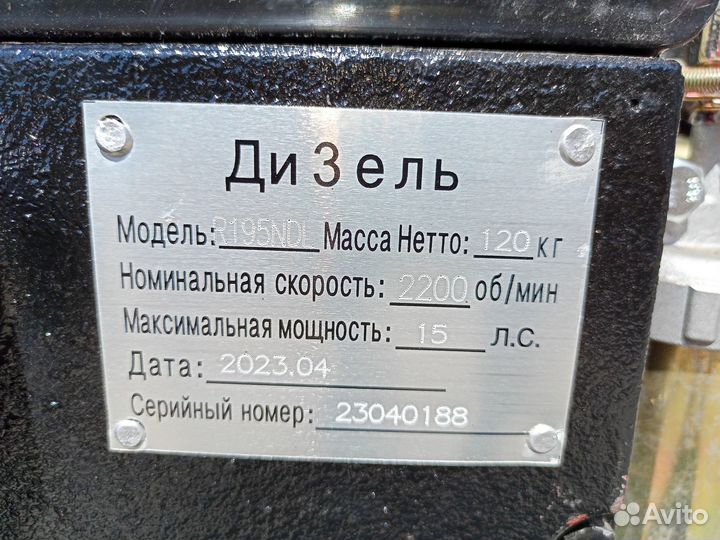 ДиЗель
Модель: R195NDL Масса Нетто: 120 кг
Номинальная скорость: 2200 об/мин
Максимальная мощность: 15 л.с.
Дата: 2023.04
Серийный номер: 23040188
Avito